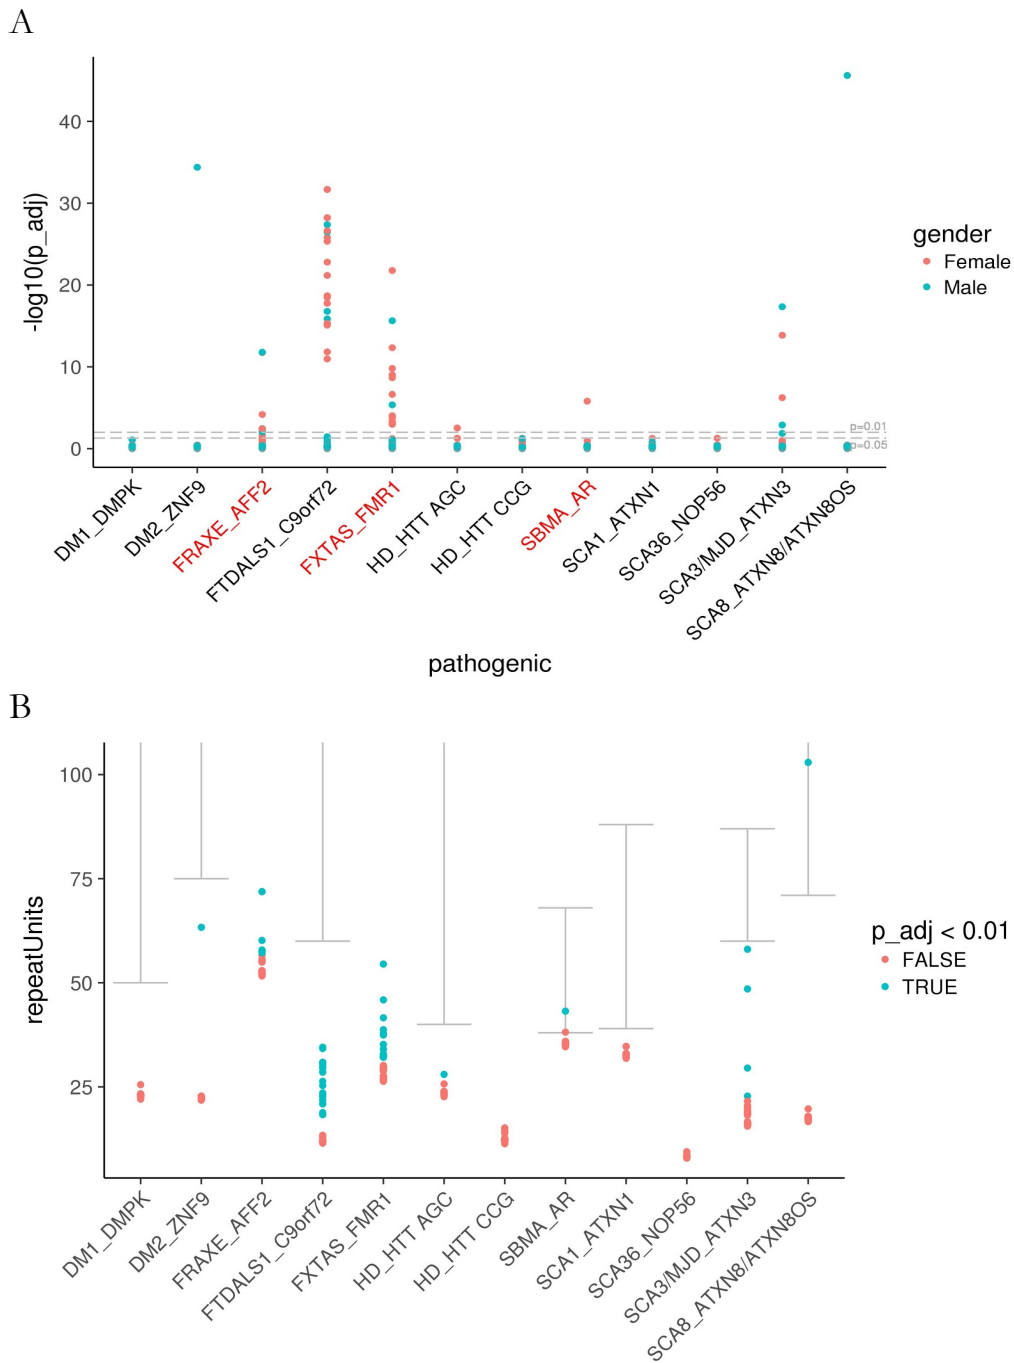 A
-log10(p_adj)
40
30
20
10
0
p=0.01
p=0.05
gender
Female
Male
DM1_DMPK
DM2_ZNF9
FRAXE_AFF2
FTDALS1_C9orf72
FXTAS_FMR1
HD_HTT AGC
HD_HTT CCG
SBMA_AR
SCA1_ATXN1
SCA36_NOP56
SCA3/MJD_ATXN3
SCA8_ATXN8/ATXN8OS
pathogenic
B
repeatUnits
100
75
50
25
p_adj < 0.01
FALSE
TRUE
DM1_DMPK
DM2_ZNF9
FRAXE_AFF2
FTDALS1_C9orf72
FXTAS_FMR1
HD_HTT AGC
HD_HTT CCG
SBMA_AR
SCA1_ATXN1
SCA36_NOP56
SCA3/MJD_ATXN3
SCA8_ATXN8/ATXN8OS